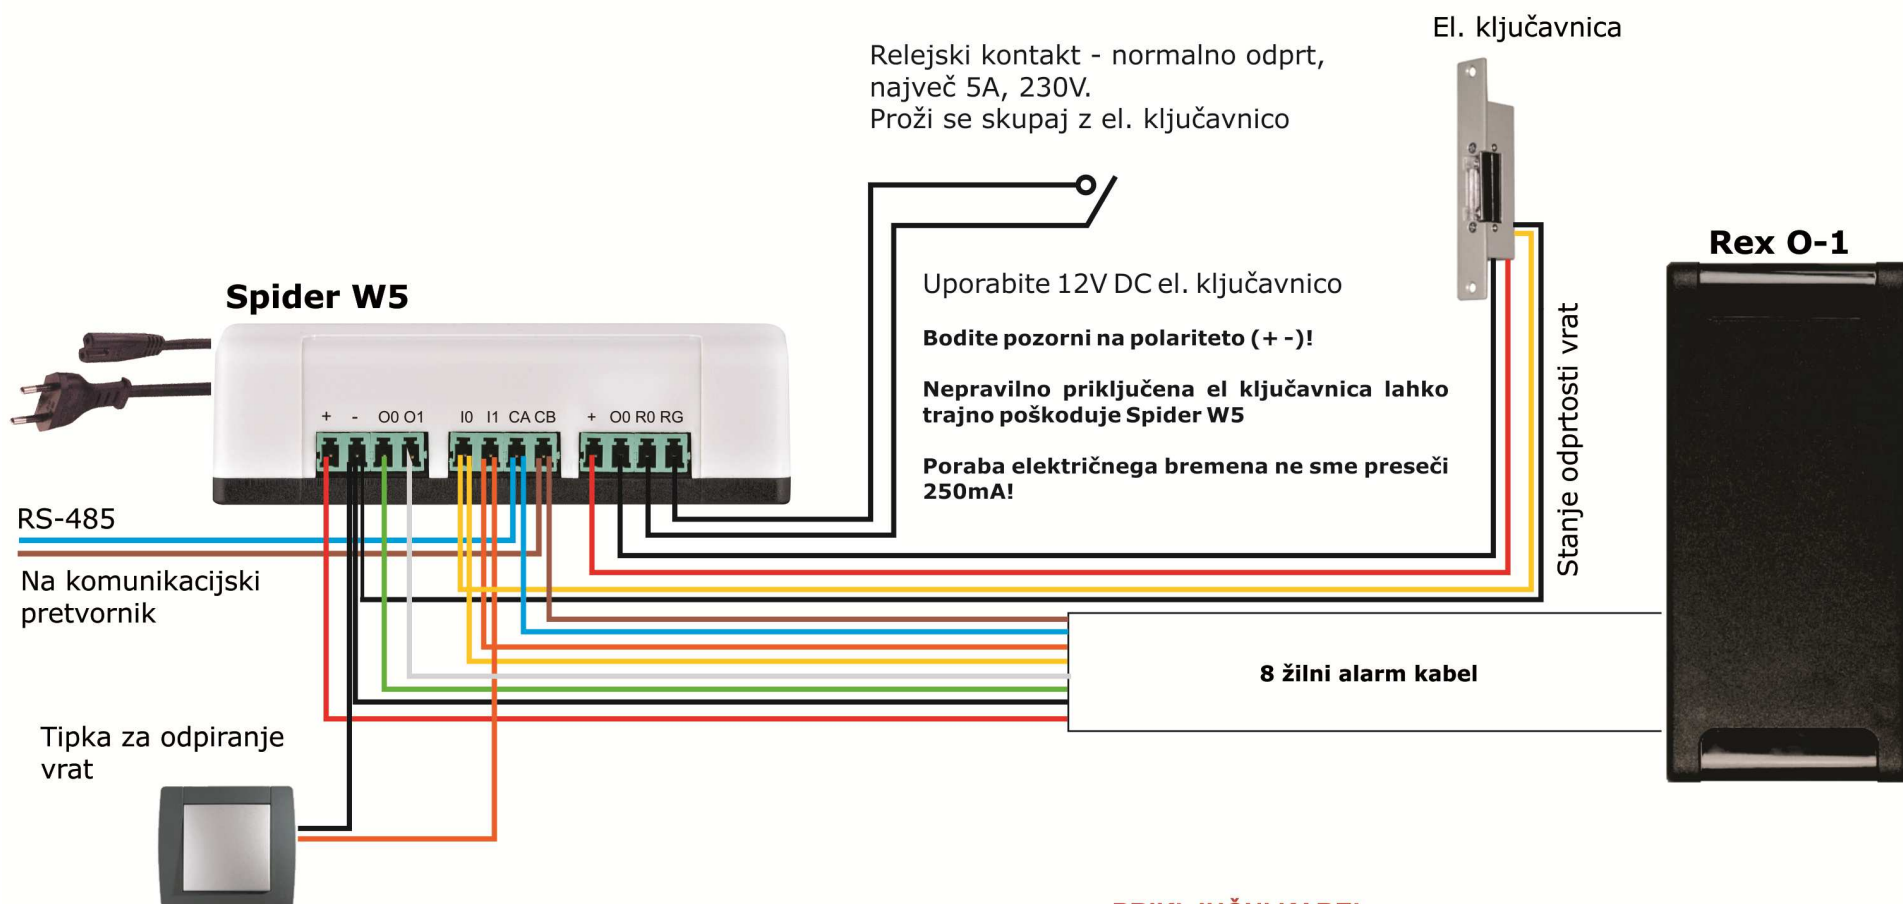 El. ključavnica
Relejski kontakt - normalno odprt,
največ 5A, 230V.
Proži se skupaj z el. ključavnico
Rex O-1
Spider W5
Uporabite 12V DC el. ključavnico
Bodite pozorni na polariteto (+ -)!
Nepravilno priključena el ključavnica lahko
trajno poškoduje Spider W5
Poraba električnega bremena ne sme preseči
250mA!
Stanje odprtosti vrat
+ - O0 O1 I0 I1 CA CB + O0 R0 RG
RS-485
Na komunikacijski
pretvornik
8 žilni alarm kabel
Tipka za odpiranje
vrat